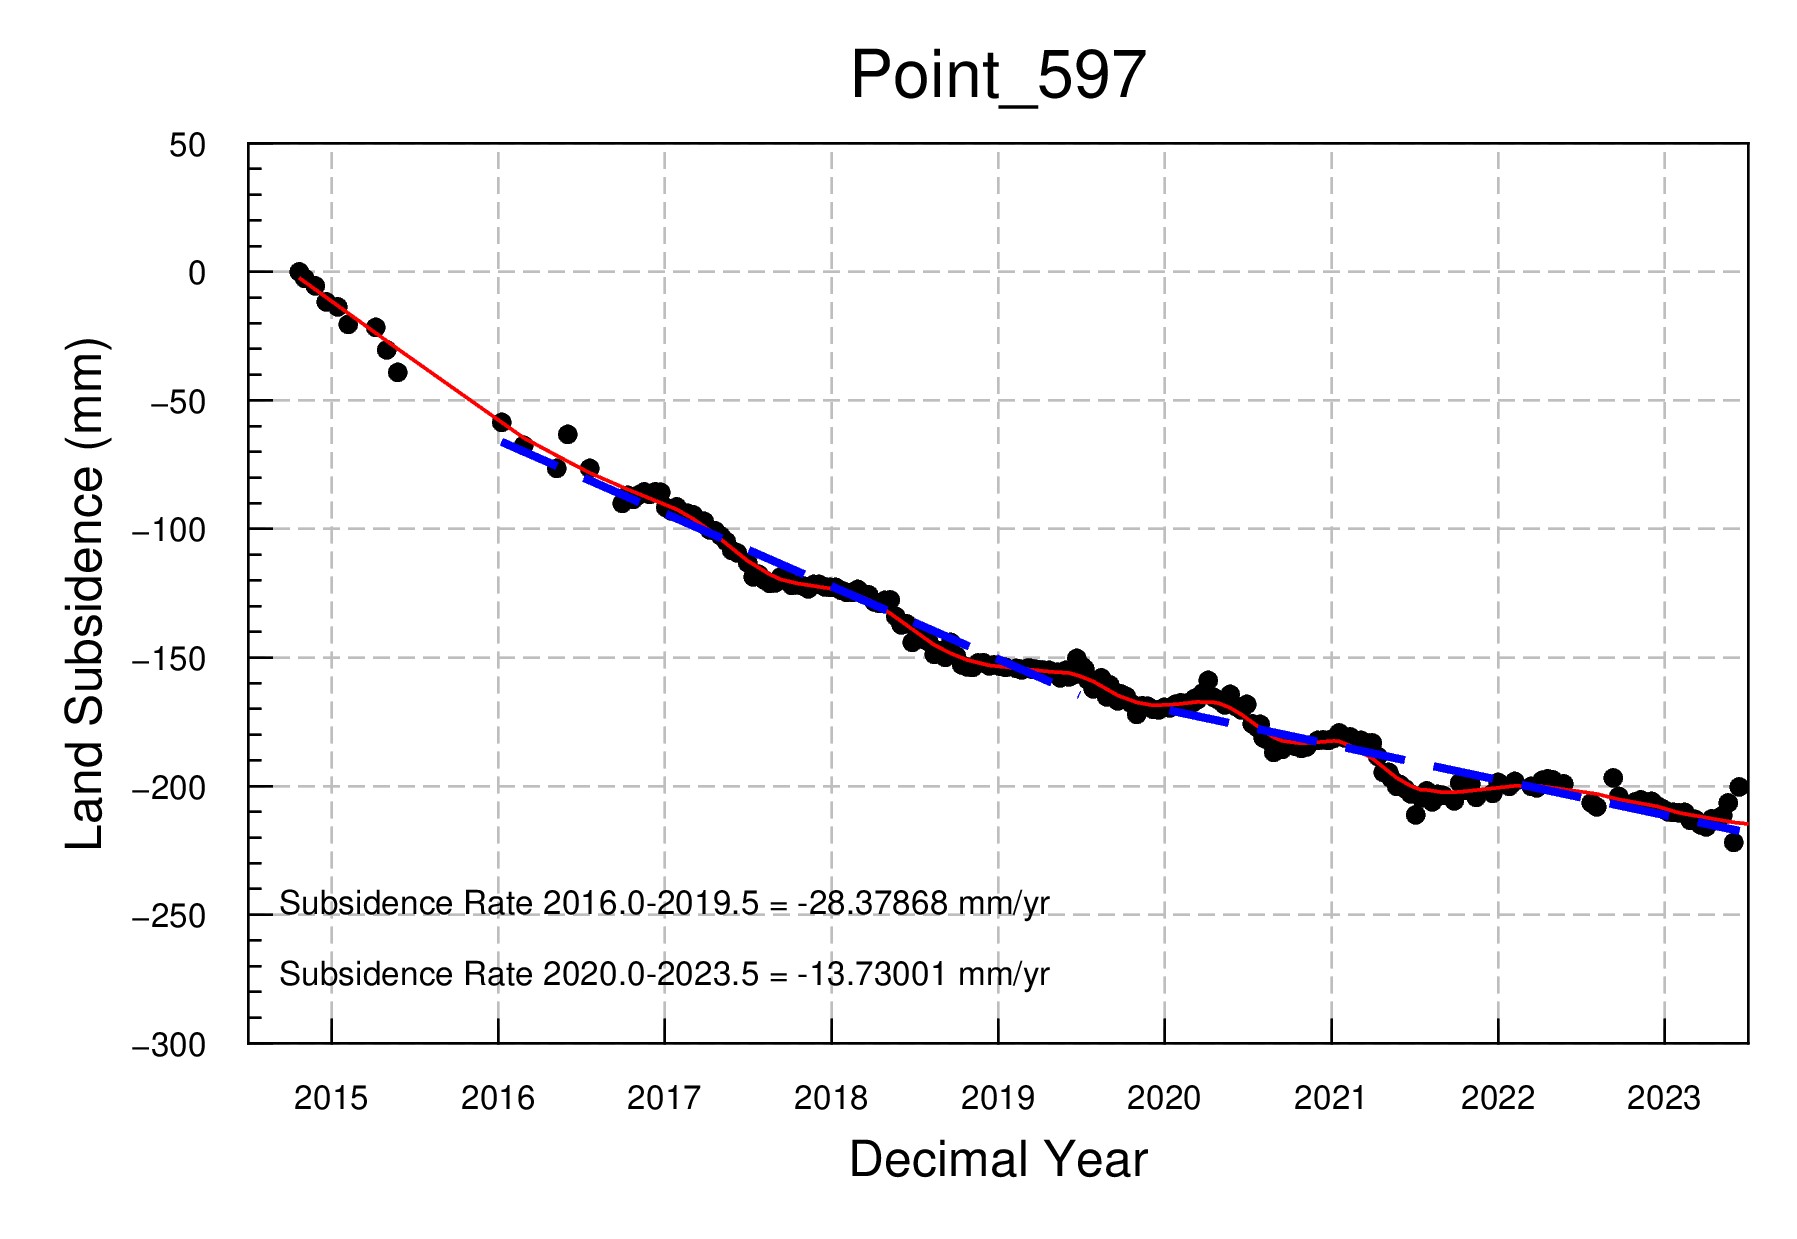 Point_597
50
0
−50
−100
−150
−200
−250
−300
Land Subsidence (mm)
Subsidence Rate 2016.0-2019.5 = -28.37868 mm/yr
Subsidence Rate 2020.0-2023.5 = -13.73001 mm/yr
2015 2016 2017 2018 2019 2020 2021 2022 2023
Decimal Year